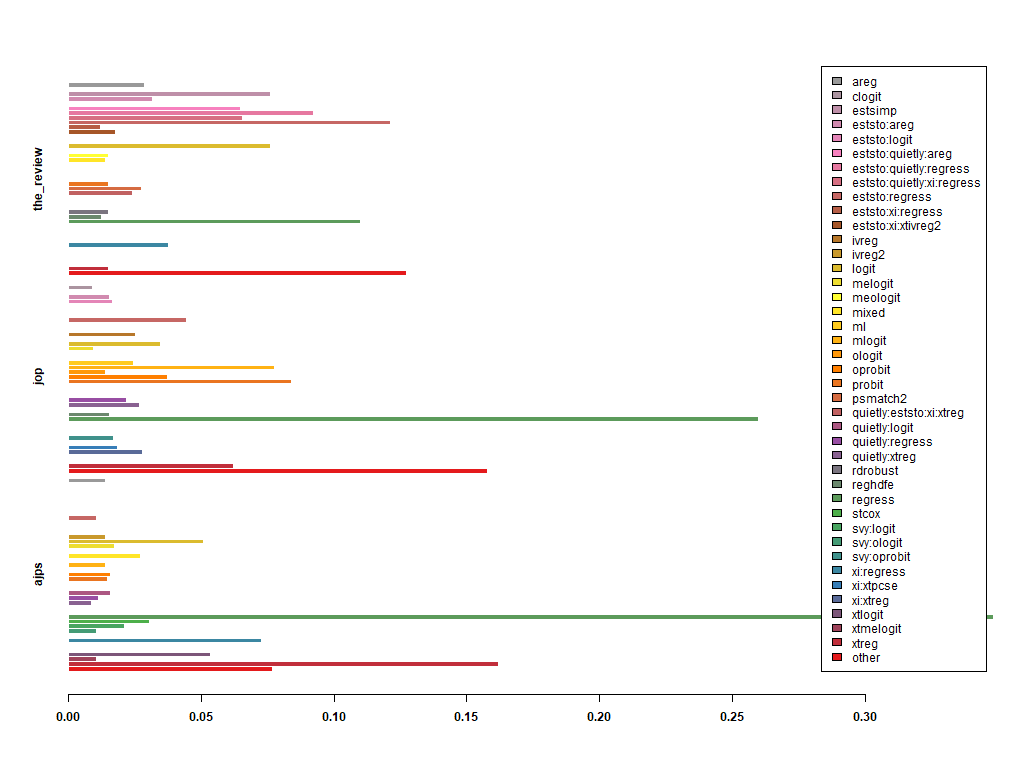 the_review
jop
ajps
areg
clogit
estsimp
eststo:areg
eststo:logit
eststo:quietly:areg
eststo:quietly:regress
eststo:quietly:xi:regress
eststo:regress
eststo:xi:regress
eststo:xi:xtivreg2
ivreg
ivreg2
logit
melogit
meologit
mixed
ml
mlogit
ologit
oprobit
probit
psmatch2
quietly:eststo:xi:xtreg
quietly:logit
quietly:regress
quietly:xtreg
rdrobust
reghdfe
regress
stcox
svy:logit
svy:ologit
svy:oprobit
xi:regress
xi:xtpcse
xi:xtreg
xtlogit
xtmelogit
xtreg
other
0.00 0.05 0.10 0.15 0.20 0.25 0.30